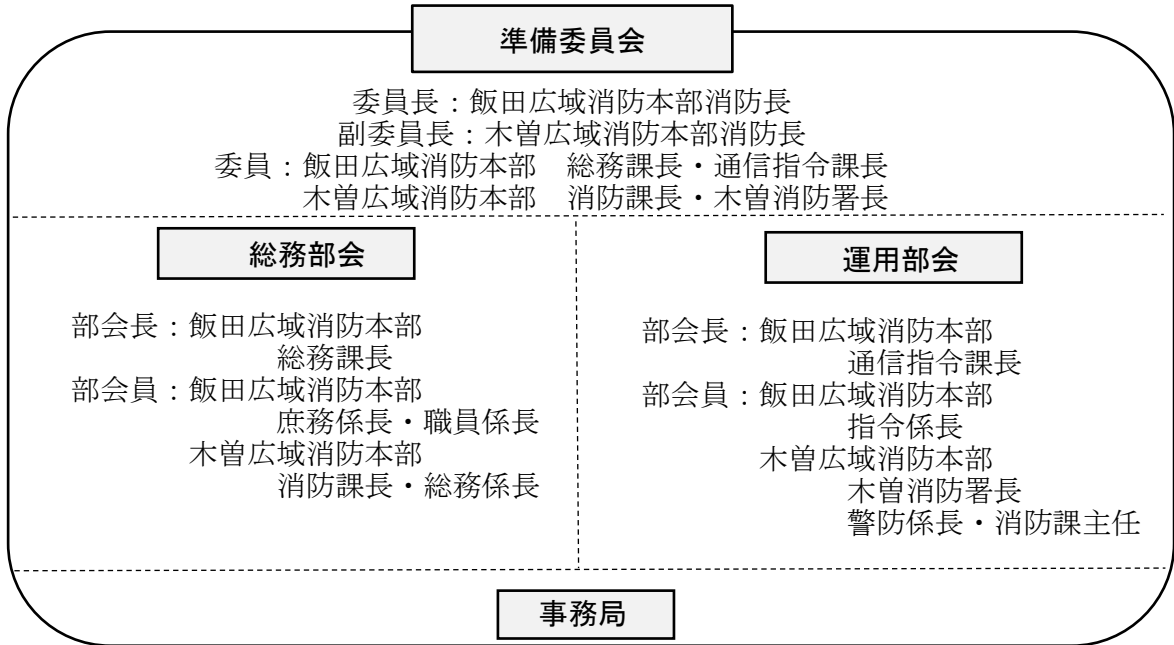 準備委員会
委員長：飯田広域消防本部消防長
副委員長：木曽広域消防本部消防長
委員：飯田広域消防本部　総務課長・通信指令課長
木曽広域消防本部　消防課長・木曽消防署長
総務部会
部会長：飯田広域消防本部
総務課長
部会員：飯田広域消防本部
庶務係長・職員係長
木曽広域消防本部
消防課長・総務係長
運用部会
部会長：飯田広域消防本部
通信指令課長
部会員：飯田広域消防本部
指令係長
木曽広域消防本部
木曽消防署長
警防係長・消防課主任
事務局